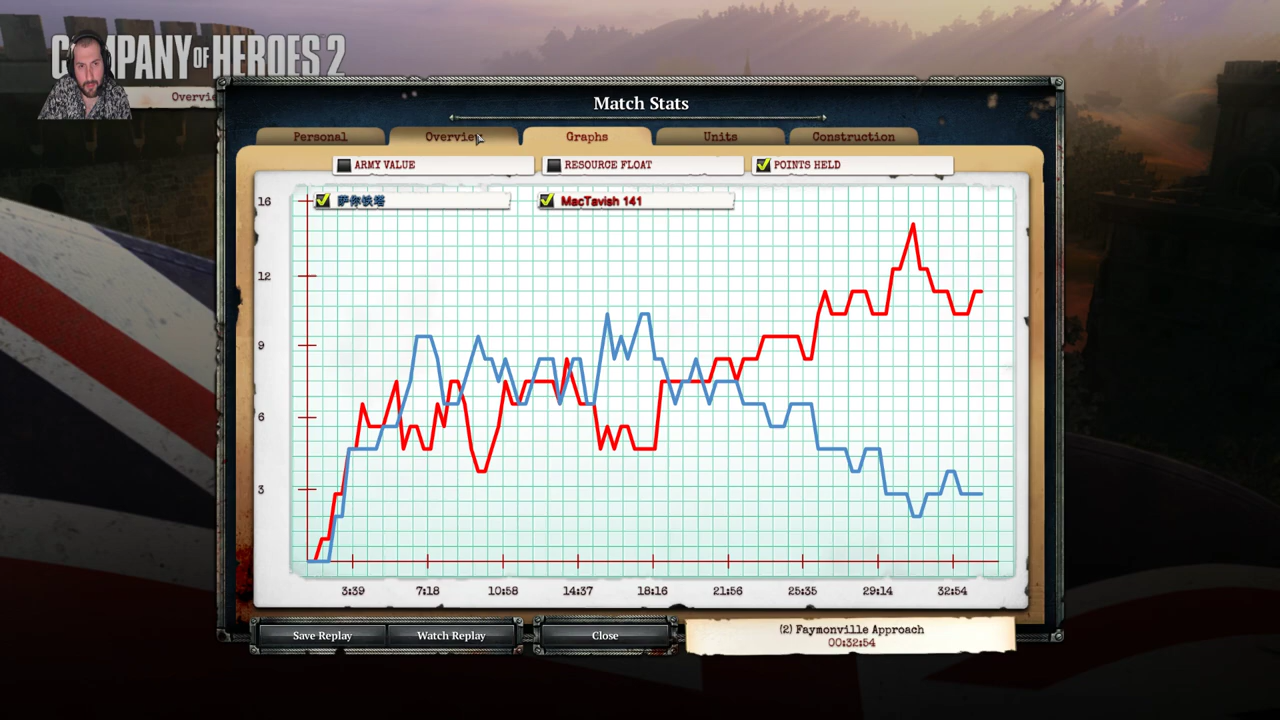 COMPANY OF HEROES 2
Overvie
Match Stats
Personal
Overview
Graphs
Units
Construction
ARMY VALUE
RESOURCE FLOAT
POINTS HELD
萨你铁塔
MacTavish 141
16
12
9
6
3
3:39
7:18
10:58
14:37
18:16
21:56
25:35
29:14
32:54
Save Replay
Watch Replay
Close
(2) Faymonville Approach
00:32:54